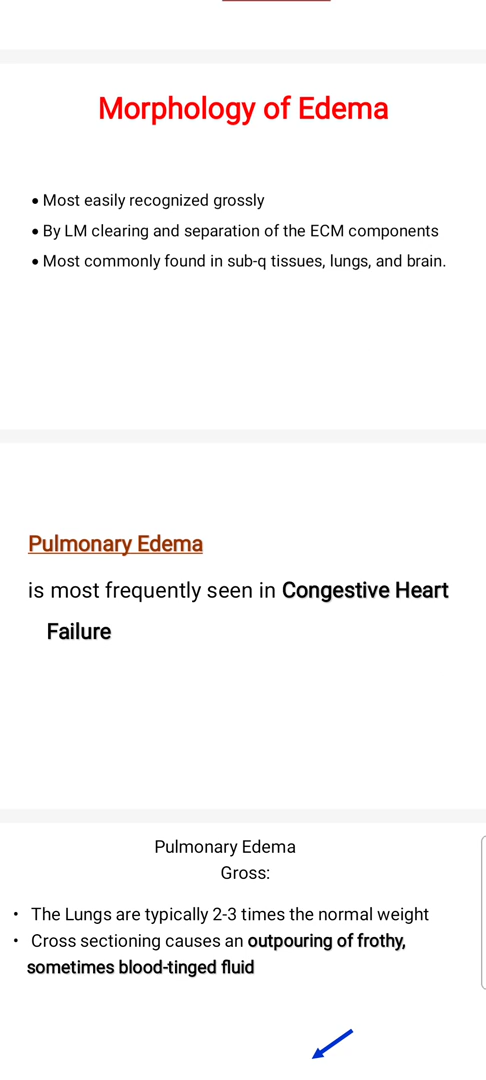 Morphology of Edema
• Most easily recognized grossly
• By LM clearing and separation of the ECM components
• Most commonly found in sub-q tissues, lungs, and brain.
Pulmonary Edema
is most frequently seen in Congestive Heart
Failure
Pulmonary Edema
Gross:
• The Lungs are typically 2-3 times the normal weight
• Cross sectioning causes an outpouring of frothy,
sometimes blood-tinged fluid